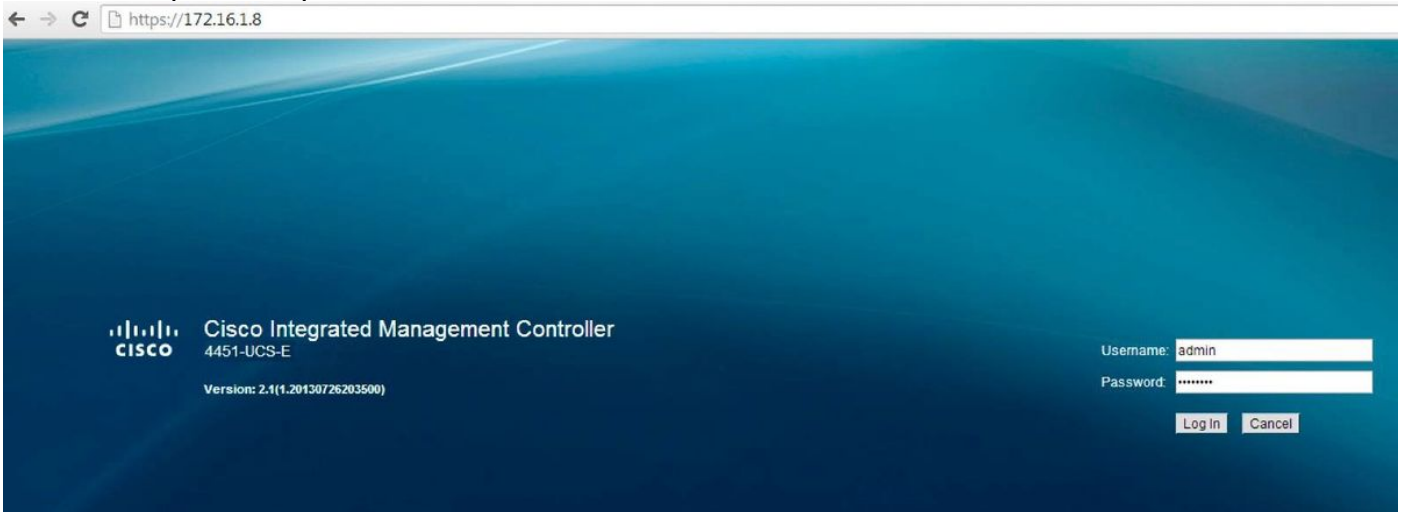 https://172.16.1.8
CISCO
Cisco Integrated Management Controller
4451-UCS-E
Version: 2.1(1.20130726203500)
Username: admin
Password: ••••••••
Log In Cancel